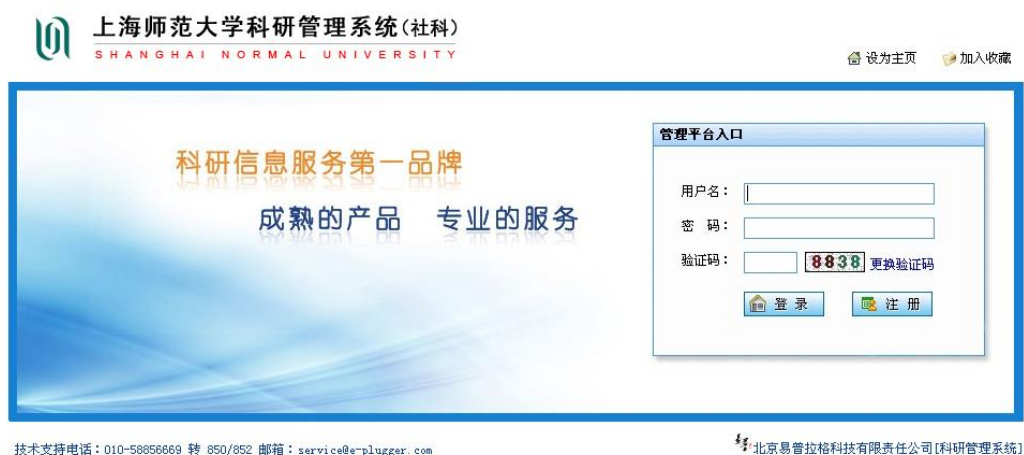 上海师范大学科研管理系统(社科)
SHANGHAI NORMAL UNIVERSITY
设为主页 加入收藏
科研信息服务第一品牌
成熟的产品 专业的服务
管理平台入口
用户名：
密 码：
验证码： 8838 更换验证码
登 录 注 册
技术支持电话：010-58856669 转 850/852 邮箱：service@e-plugger.com
北京易普拉格科技有限责任公司[科研管理系统]